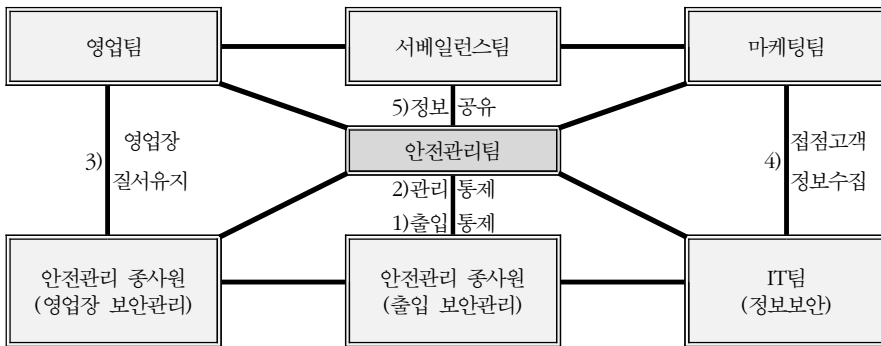 영업팀 서베일런스팀 마케팅팀
5)정보 공유
안전관리팀
3) 영업장
질서유지
2)관리 통제
1)출입 통제
4) 접점고객
정보수집
안전관리 종사원
(영업장 보안관리)
안전관리 종사원
(출입 보안관리)
IT팀
(정보보안)